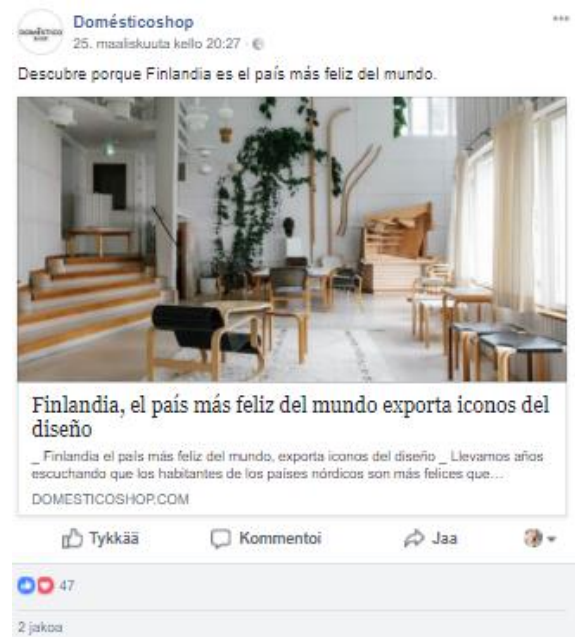 Domésticoshop
25. maaliskuuta kello 20:27
Descubre porque Finlandia es el país más feliz del mundo.
Finlandia, el país más feliz del mundo exporta iconos del
diseño
_ Finlandia el país más feliz del mundo, exporta iconos del diseño _ Llevamos años
escuchando que los habitantes de los países nórdicos son más felices que...
DOMESTICOSHOP.COM
Tykkää Kommentoi Jaa
47
2 jakoa